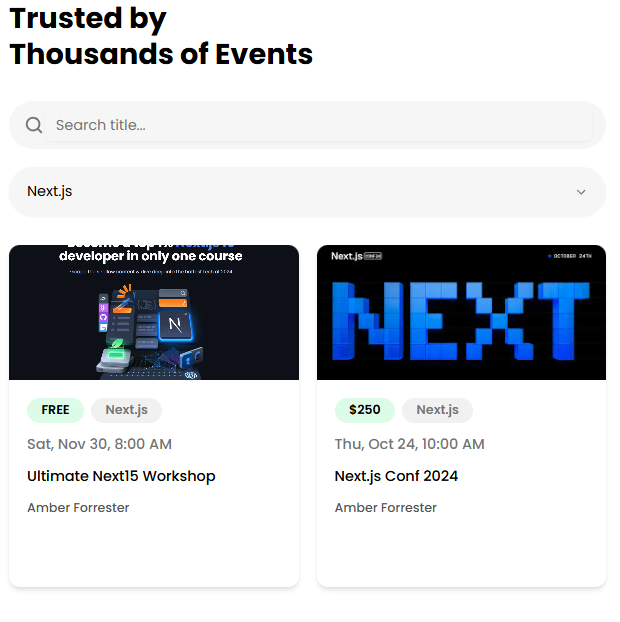 Trusted by
Thousands of Events
Search title...
Next.js
developer in only one course
FREE
Next.js
Sat, Nov 30, 8:00 AM
Ultimate Next15 Workshop
Amber Forrester
Next.js CONF 24
OCTOBER 24TH
NEXT
$250
Next.js
Thu, Oct 24, 10:00 AM
Next.js Conf 2024
Amber Forrester